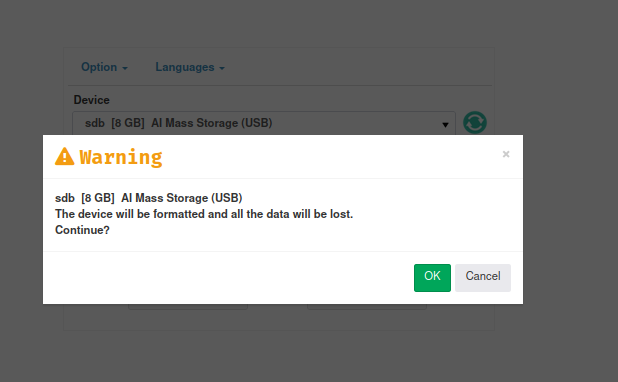 Option
Languages
Device
sdb [8 GB] AI Mass Storage (USB)
Warning
×
sdb [8 GB] AI Mass Storage (USB)
The device will be formatted and all the data will be lost.
Continue?
OK
Cancel